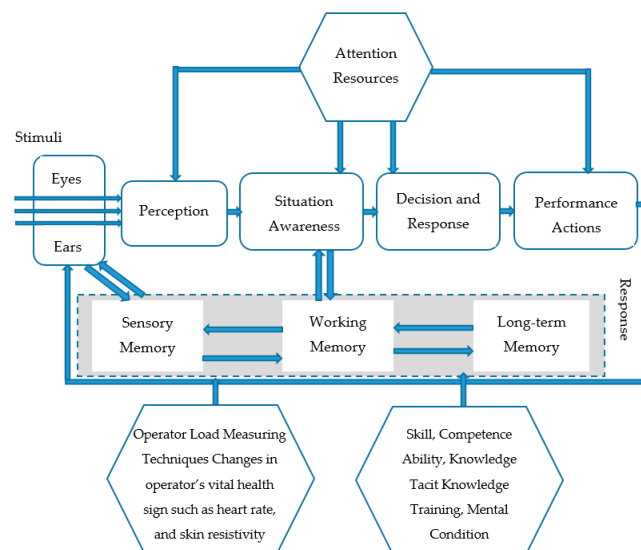 Attention
Resources
Stimuli
Eyes
Ears
Perception
Situation
Awareness
Decision and
Response
Performance
Actions
Response
Sensory
Memory
Working
Memory
Long-term
Memory
Operator Load Measuring
Techniques Changes in
operator's vital health
sign such as heart rate,
and skin resistivity
Skill, Competence
Ability, Knowledge
Tacit Knowledge
Training, Mental
Condition